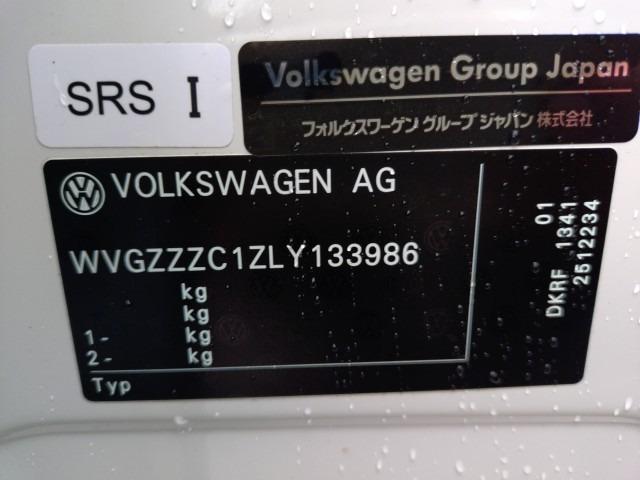 SRS I
Volkswagen Group Japan
フォルクスワーゲン グループ ジャパン 株式会社
VOLKSWAGEN AG
WVGZZZC1ZLY133986
kg
kg
1- kg
2- kg
Typ
01
DKRF 1341
2512234